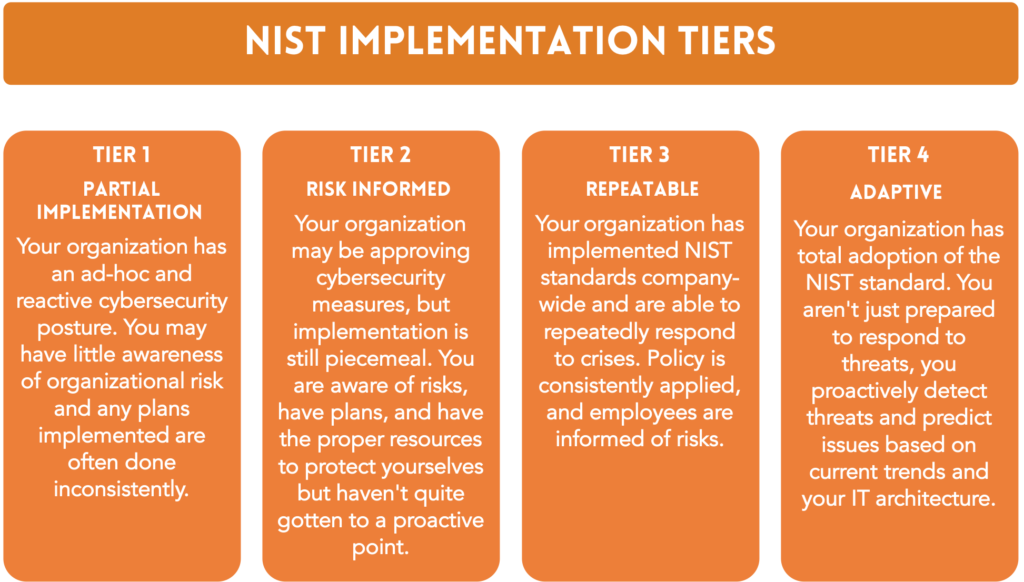 NIST IMPLEMENTATION TIERS
TIER 1
PARTIAL
IMPLEMENTATION
Your organization has
an ad-hoc and
reactive cybersecurity
posture. You may
have little awareness
of organizational risk
and any plans
implemented are
often done
inconsistently.
TIER 2
RISK INFORMED
Your organization
may be approving
cybersecurity
measures, but
implementation is
still piecemeal. You
are aware of risks,
have plans, and have
the proper resources
to protect yourselves
but haven't quite
gotten to a proactive
point.
TIER 3
REPEATABLE
Your organization has
implemented NIST
standards company-
wide and are able to
repeatedly respond
to crises. Policy is
consistently applied,
and employees are
informed of risks.
TIER 4
ADAPTIVE
Your organization has
total adoption of the
NIST standard. You
aren't just prepared
to respond to
threats, you
proactively detect
threats and predict
issues based on
current trends and
your IT architecture.